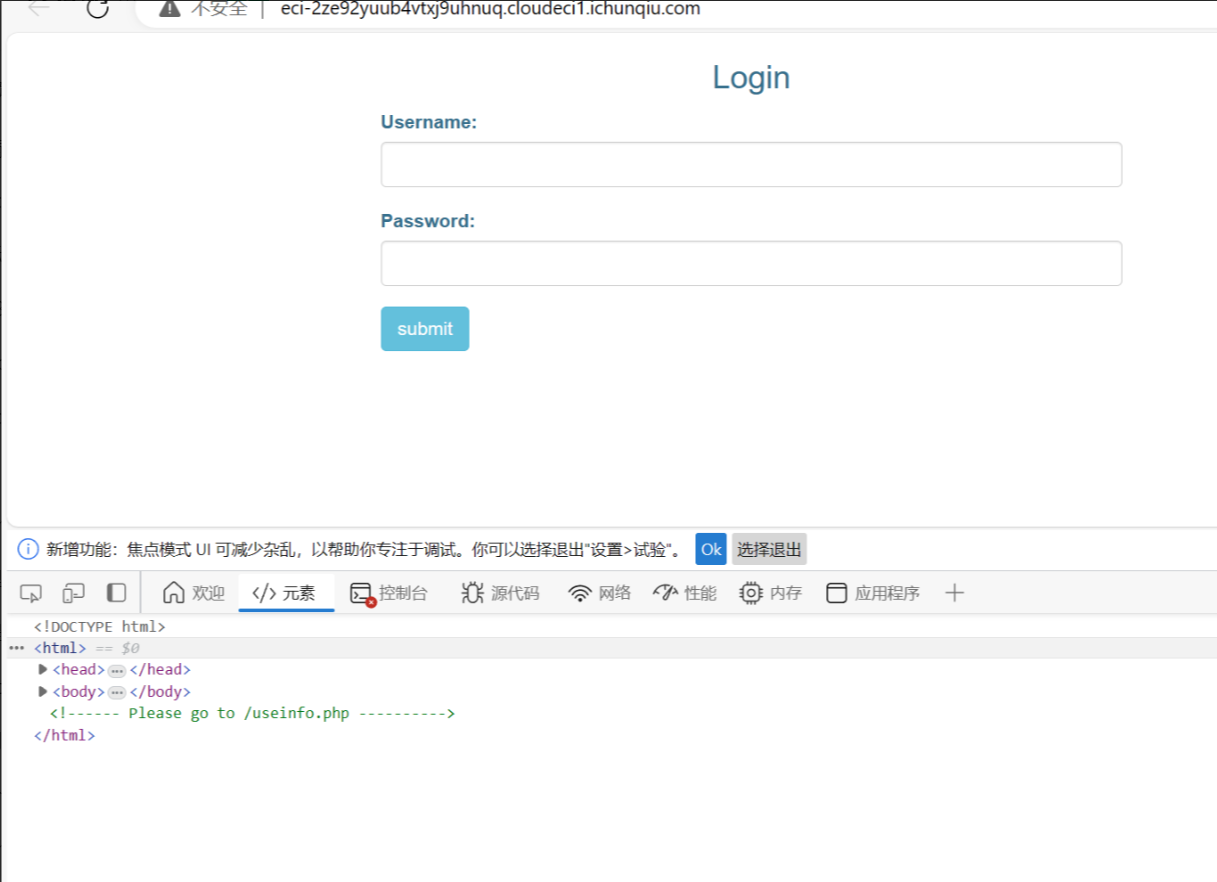 不安全 | eci-2ze92yuub4vtxj9uhnuq.cloudeci1.ichunqiu.com
Login
Username:
Password:
submit
新增功能：焦点模式 UI 可减少杂乱，以帮助你专注于调试。你可以选择退出"设置>试验"。 Ok 选择退出
欢迎 </> 元素 控制台 源代码 网络 性能 内存 应用程序 +
<!DOCTYPE html>
••• <html> == $0
<head>•••</head>
<body>•••</body>
<!------ Please go to /useinfo.php ---------->
</html>